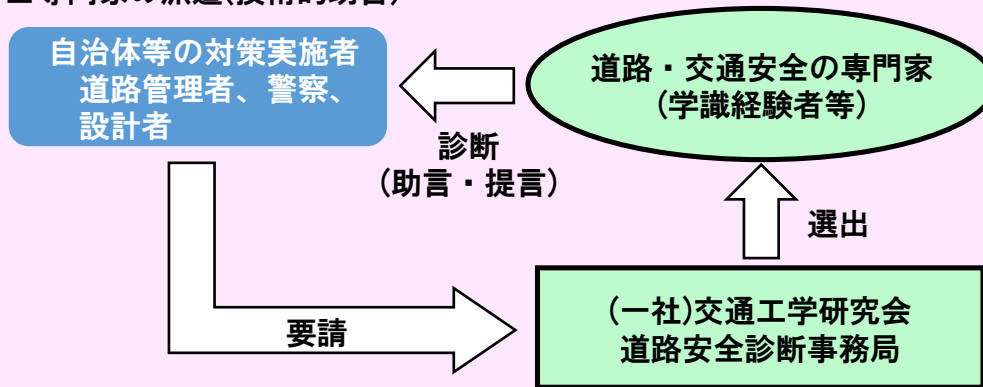 自治体等の対策実施者
道路管理者、警察、
設計者
道路・交通安全の専門家
(学識経験者等)
診断
(助言・提言)
選出
要請
(一社)交通工学研究会
道路安全診断事務局